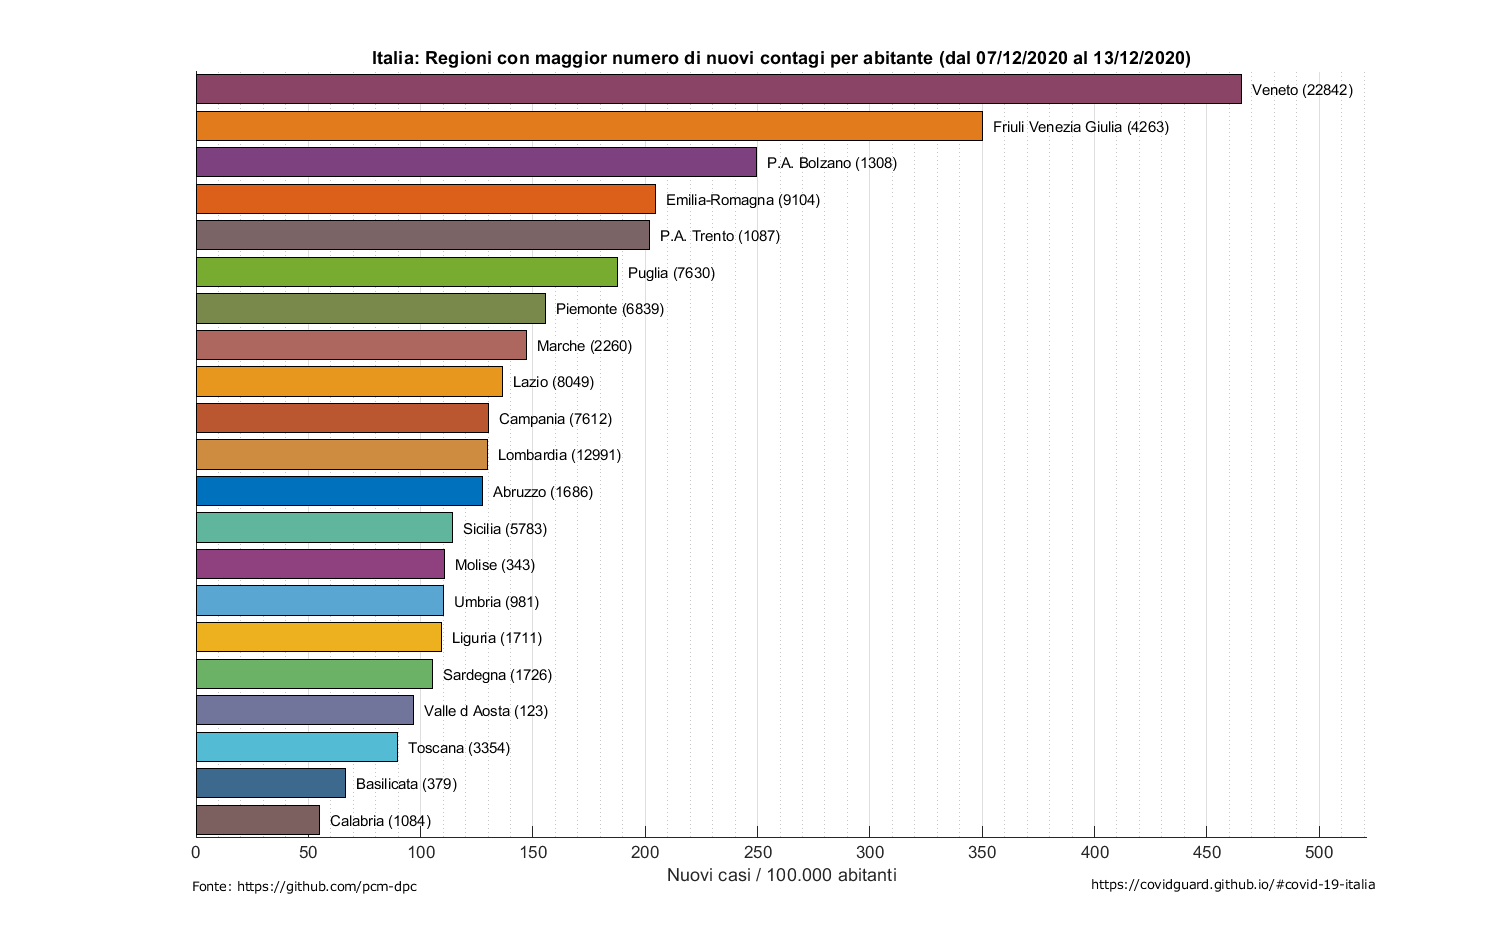 Italia: Regioni con maggior numero di nuovi contagi per abitante (dal 07/12/2020 al 13/12/2020)
Veneto (22842)
Friuli Venezia Giulia (4263)
P.A. Bolzano (1308)
Emilia-Romagna (9104)
P.A. Trento (1087)
Puglia (7630)
Piemonte (6839)
Marche (2260)
Lazio (8049)
Campania (7612)
Lombardia (12991)
Abruzzo (1686)
Sicilia (5783)
Molise (343)
Umbria (981)
Liguria (1711)
Sardegna (1726)
Valle d Aosta (123)
Toscana (3354)
Basilicata (379)
Calabria (1084)
0 50 100 150 200 250 300 350 400 450 500
Nuovi casi / 100.000 abitanti
Fonte: https://github.com/pcm-dpc
https://covidguard.github.io/#covid-19-italia